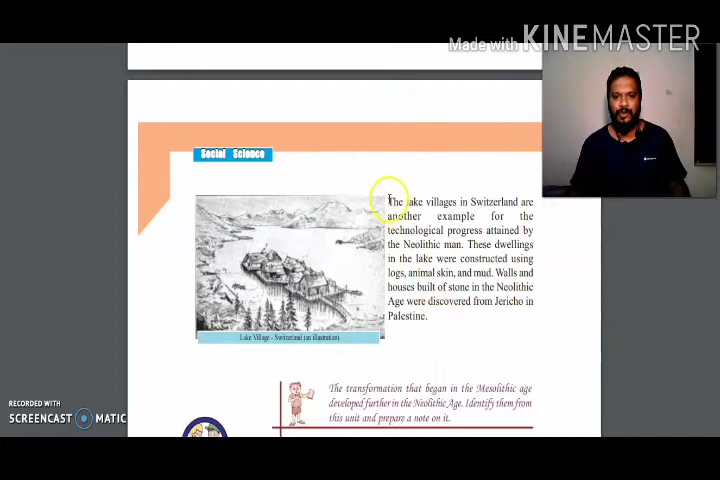 Made with KINEMASTER
Social Science
The lake villages in Switzerland are
another example for the
technological progress attained by
the Neolithic man. These dwellings
in the lake were constructed using
logs, animal skin, and mud. Walls and
houses built of stone in the Neolithic
Age were discovered from Jericho in
Palestine.
Lake Village - Switzerland (an illustration)
The transformation that began in the Mesolithic age
developed further in the Neolithic Age. Identify them from
this unit and prepare a note on it.
RECORDED WITH
SCREENCAST MATIC